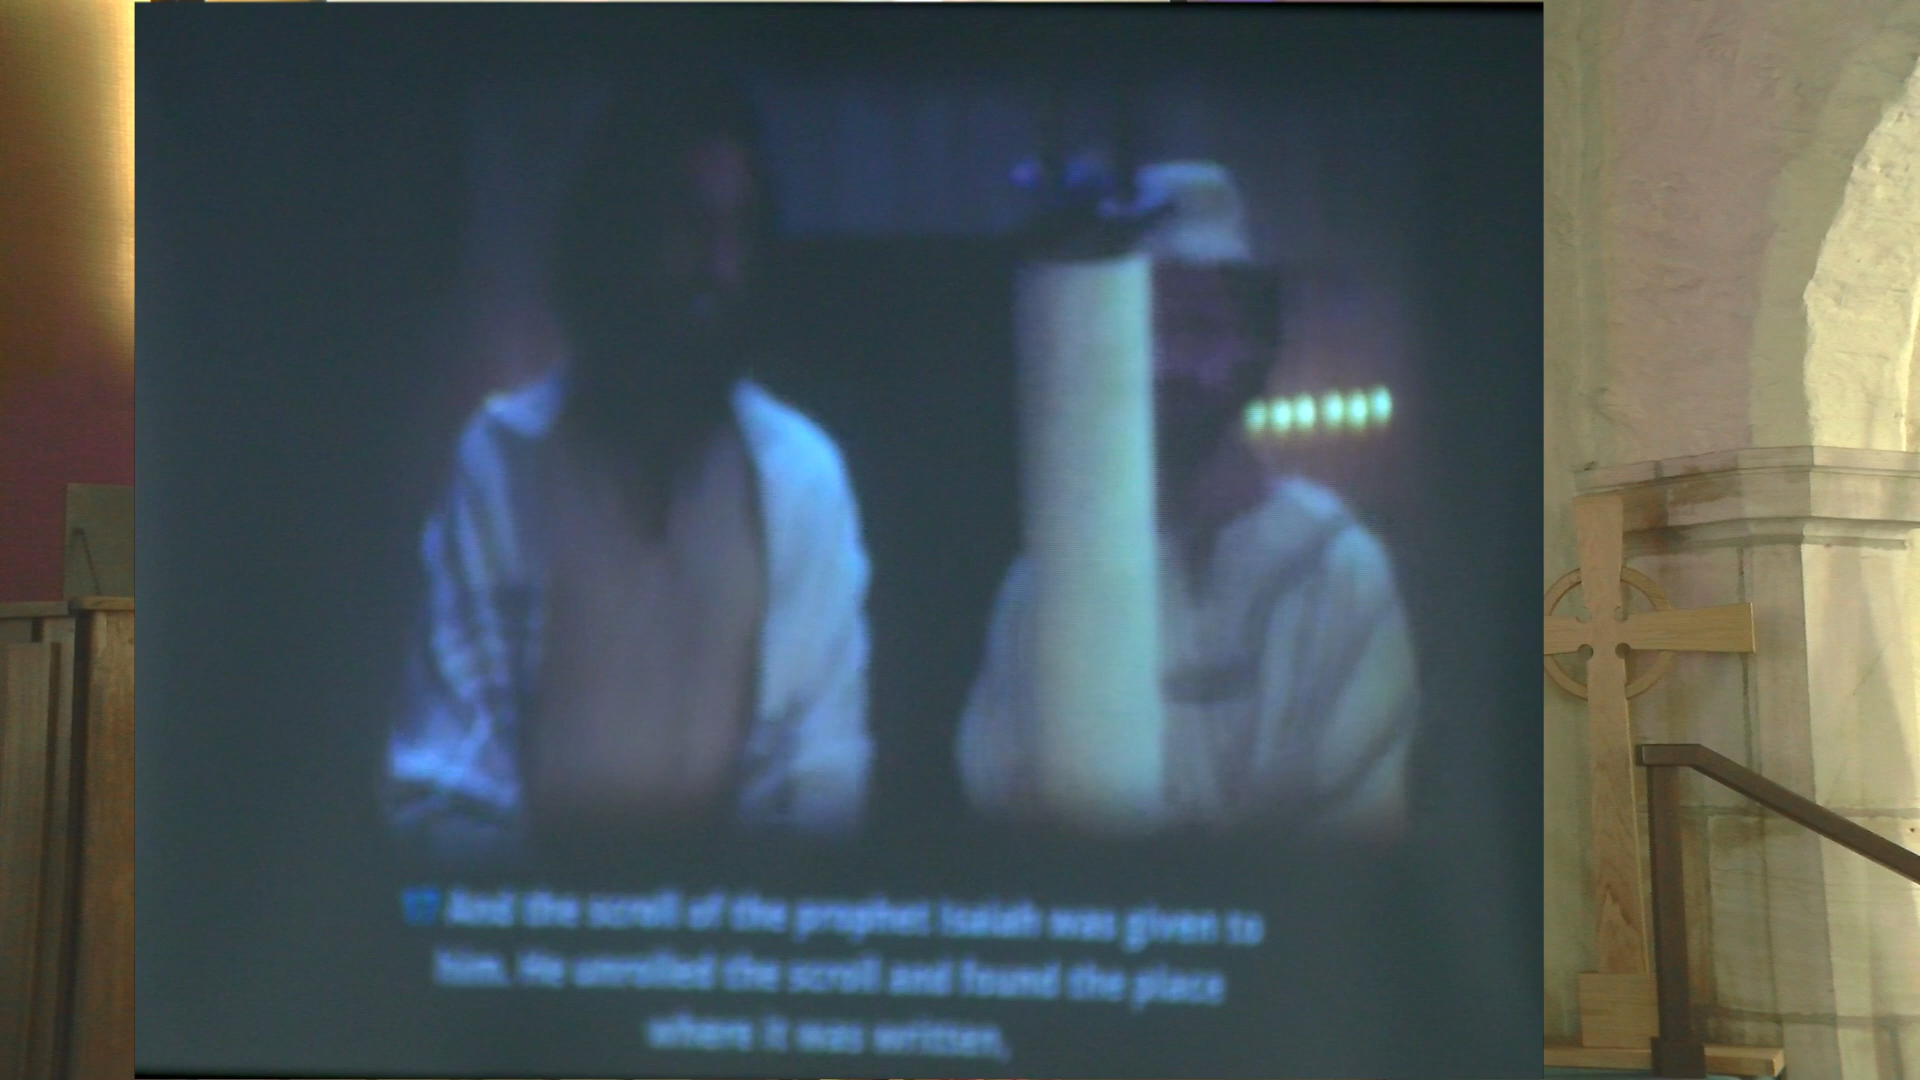 17 And the scroll of the prophet Isaiah was given to
him. He unrolled the scroll and found the place
where it was written,